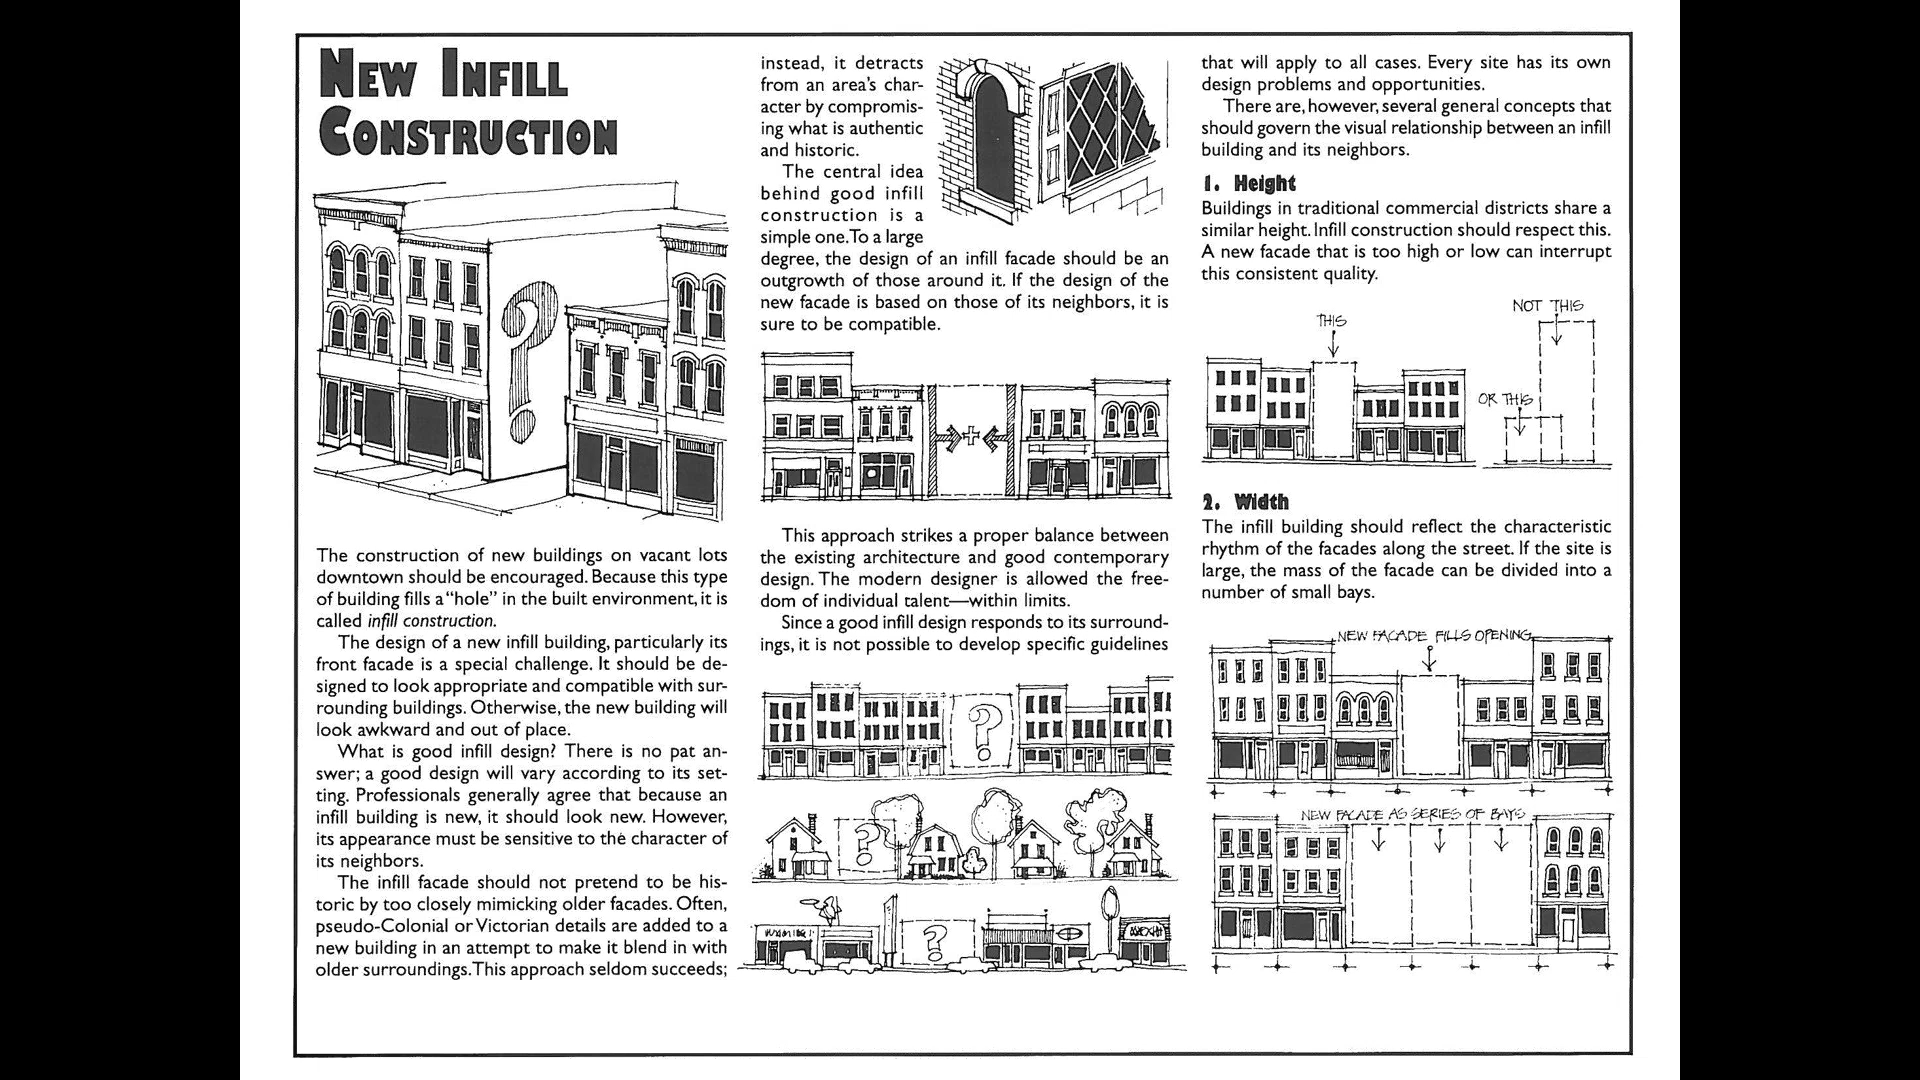 NEW INFILL
CONSTRUCTION
The construction of new buildings on vacant lots
downtown should be encouraged. Because this type
of building fills a "hole" in the built environment, it is
called infill construction.
The design of a new infill building, particularly its
front facade is a special challenge. It should be de-
signed to look appropriate and compatible with sur-
rounding buildings. Otherwise, the new building will
look awkward and out of place.
What is good infill design? There is no pat an-
swer; a good design will vary according to its set-
ting. Professionals generally agree that because an
infill building is new, it should look new. However,
its appearance must be sensitive to the character of
its neighbors.
The infill facade should not pretend to be his-
toric by too closely mimicking older facades. Often,
pseudo-Colonial or Victorian details are added to a
new building in an attempt to make it blend in with
older surroundings. This approach seldom succeeds;
instead, it detracts
from an area's char-
acter by compromis-
ing what is authentic
and historic.
The central idea
behind good infill
construction is a
simple one. To a large
degree, the design of an infill facade should be an
outgrowth of those around it. If the design of the
new facade is based on those of its neighbors, it is
sure to be compatible.
This approach strikes a proper balance between
the existing architecture and good contemporary
design. The modern designer is allowed the free-
dom of individual talent—within limits.
Since a good infill design responds to its surround-
ings, it is not possible to develop specific guidelines
that will apply to all cases. Every site has its own
design problems and opportunities.
There are, however, several general concepts that
should govern the visual relationship between an infill
building and its neighbors.
1. Height
Buildings in traditional commercial districts share a
similar height. Infill construction should respect this.
A new facade that is too high or low can interrupt
this consistent quality.
NOT THIS
THIS
OR THIS
2. Width
The infill building should reflect the characteristic
rhythm of the facades along the street. If the site is
large, the mass of the facade can be divided into a
number of small bays.
NEW FACADE FILLS OPENING
NEW FACADE AS SERIES OF BAYS